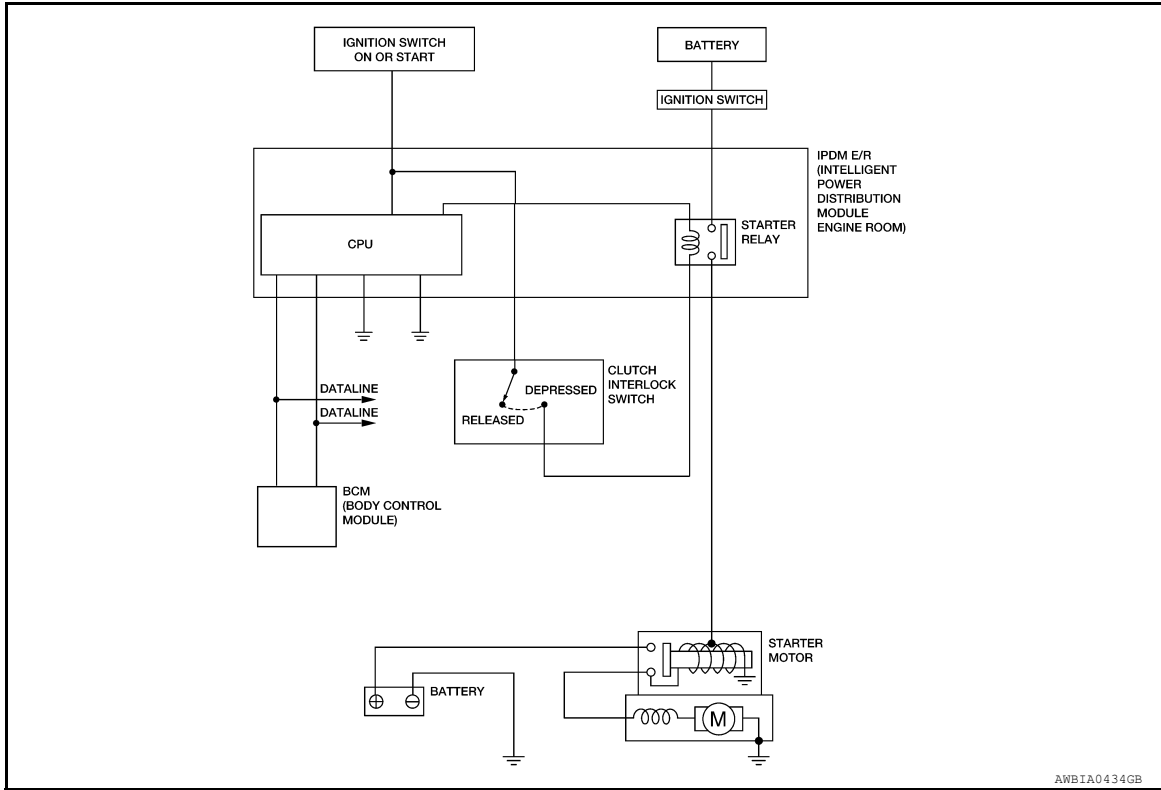 IGNITION SWITCH
ON OR START
BATTERY
IGNITION SWITCH
IPDM E/R
(INTELLIGENT
POWER
DISTRIBUTION
MODULE
ENGINE ROOM)
STARTER
RELAY
CPU
CLUTCH
INTERLOCK
SWITCH
DEPRESSED
RELEASED
DATALINE
DATALINE
BCM
(BODY CONTROL
MODULE)
STARTER
MOTOR
BATTERY
M
AWBIA0434GB